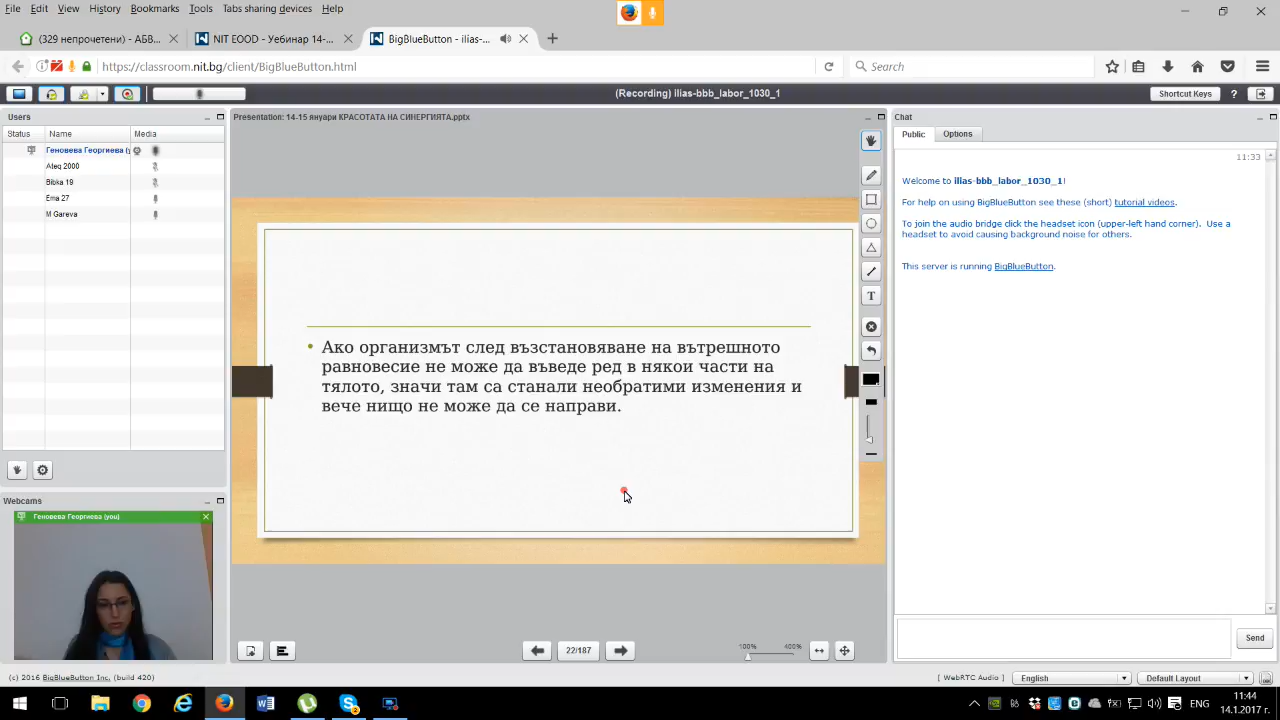 File Edit View History Bookmarks Tools Tabs sharing devices Help
(329 непрочетени) - АБВ... NIT EOOD - Уебинар 14-... BigBlueButton - ilias-...
https://classroom.nit.bg/client/BigBlueButton.html Search
(Recording) ilias-bbb_labor_1030_1 Shortcut Keys ?
Users
Status Name Media
Геновева Георгиева (y
Ateq 2000
Bibka 19
Ema 27
M Gareva
Webcams
Геновева Георгиева (you)
Presentation: 14-15 януари КРАСОТАТА НА СИНЕРГИЯТА.pptx
• Ако организмът след възстановяване на вътрешното
равновесие не може да въведе ред в някои части на
тялото, значи там са станали необратими изменения и
вече нищо не може да се направи.
T
22/187 100% 400%
Chat
Public Options
11:33
Welcome to ilias-bbb_labor_1030_1!
For help on using BigBlueButton see these (short) tutorial videos.
To join the audio bridge click the headset icon (upper-left hand corner). Use a
headset to avoid causing background noise for others.
This server is running BigBlueButton.
Send
(c) 2016 BigBlueButton Inc. (build 420) [ WebRTC Audio ] English Default Layout
11:44
14.1.2017 г.